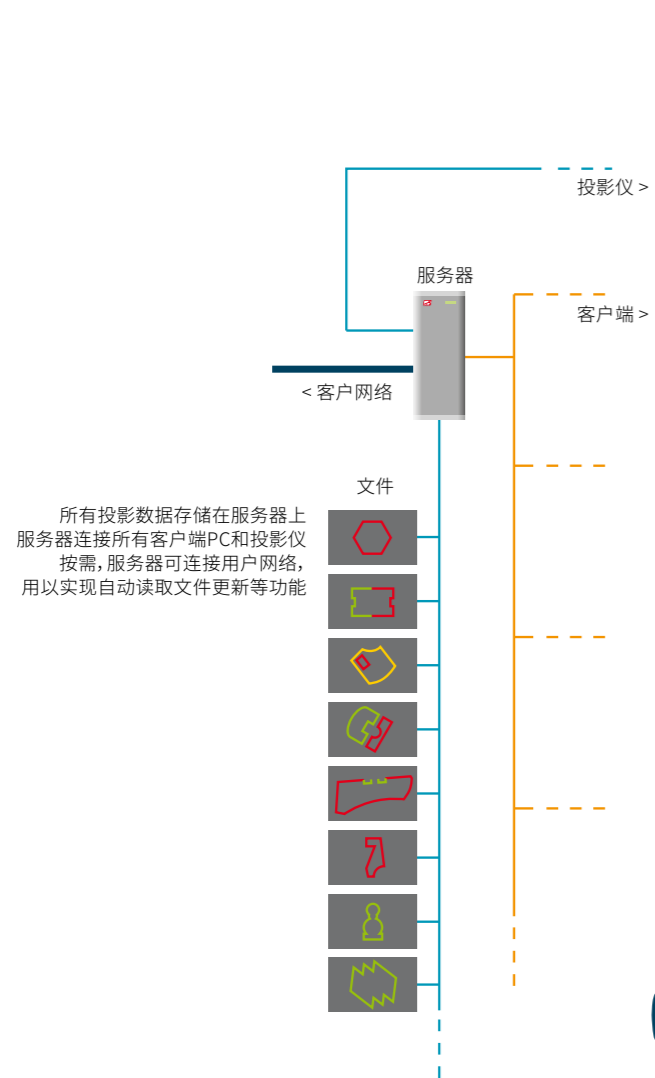 投影仪 >
服务器
客户端 >
< 客户网络
文件
所有投影数据存储在服务器上
服务器连接所有客户端PC和投影仪
按需，服务器可连接用户网络，
用以实现自动读取文件更新等功能